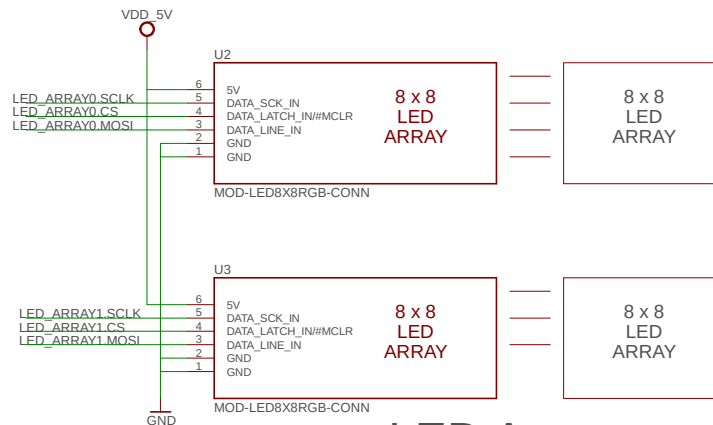 VDD_5V
U2
6 5V
LED_ARRAY0.SCLK 5 DATA_SCK_IN
LED_ARRAY0.CS 4 DATA_LATCH_IN/#MCLR
LED_ARRAY0.MOSI 3 DATA_LINE_IN
2 GND
1 GND
8 x 8
LED
ARRAY
8 x 8
LED
ARRAY
MOD-LED8X8RGB-CONN
U3
6 5V
LED_ARRAY1.SCLK 5 DATA_SCK_IN
LED_ARRAY1.CS 4 DATA_LATCH_IN/#MCLR
LED_ARRAY1.MOSI 3 DATA_LINE_IN
2 GND
1 GND
8 x 8
LED
ARRAY
8 x 8
LED
ARRAY
MOD-LED8X8RGB-CONN
GND
LED A